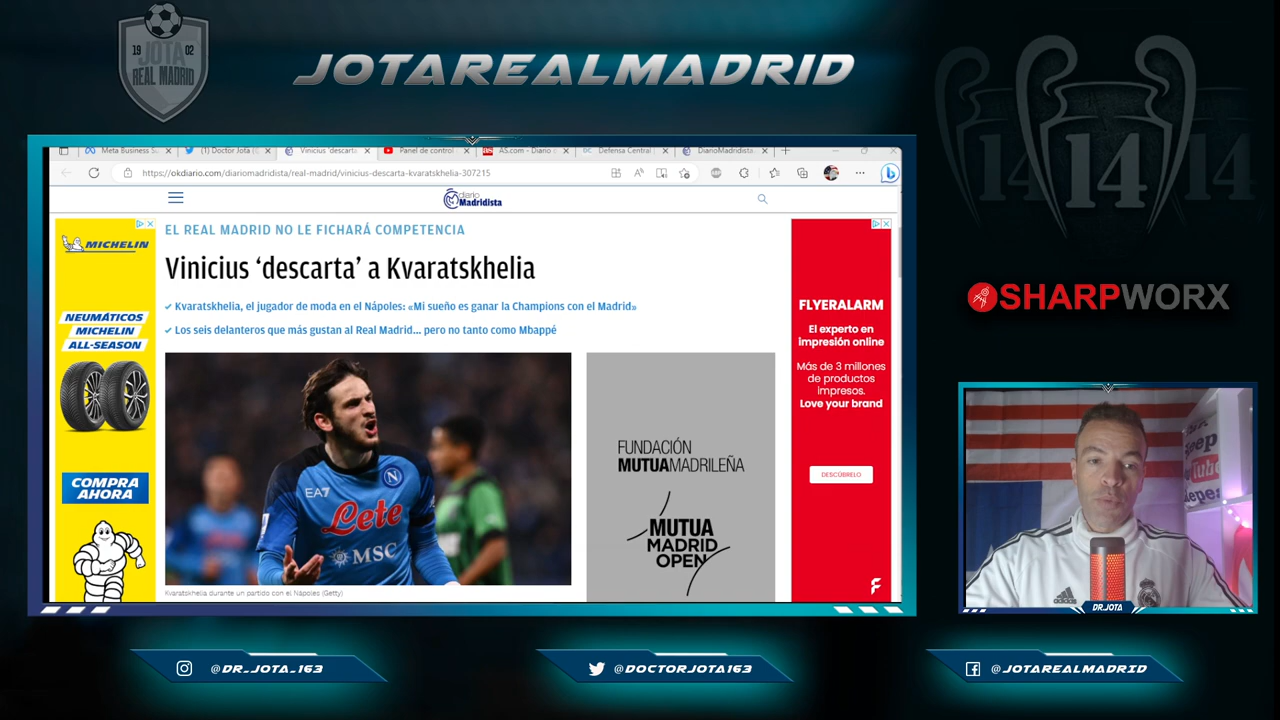 19 JOTA 02
REAL MADRID
JOTAREALMADRID
14 14 14
Meta Business S
(1) Doctor Jota (
Vinicius 'descarta'
Panel de control
AS.com - Diario
Defensa Central
DiarioMadridista
https://okdiario.com/diariomadridista/real-madrid/vinicius-descarta-kvaratskhelia-307215
diario
Madridista
EL REAL MADRID NO LE FICHARÁ COMPETENCIA
Vinicius ‘descarta’ a Kvaratskhelia
Kvaratskhelia, el jugador de moda en el Nápoles: «Mi sueño es ganar la Champions con el Madrid»
Los seis delanteros que más gustan al Real Madrid... pero no tanto como Mbappé
MICHELIN
NEUMÁTICOS
MICHELIN
ALL-SEASON
COMPRA
AHORA
EA7
N
Lete
MSC
Kvaratskhelia durante un partido con el Nápoles (Getty)
FUNDACIÓN
MUTUAMADRILEÑA
MUTUA
MADRID
OPEN
FLYERALARM
El experto en
impresión online
Más de 3 millones
de productos
impresos.
Love your brand
DESCÚBRELO
SHARPWORX
adidas
DR.JOTA
@DR_JOTA_163
@DOCTORJOTA163
@JOTAREALMADRID